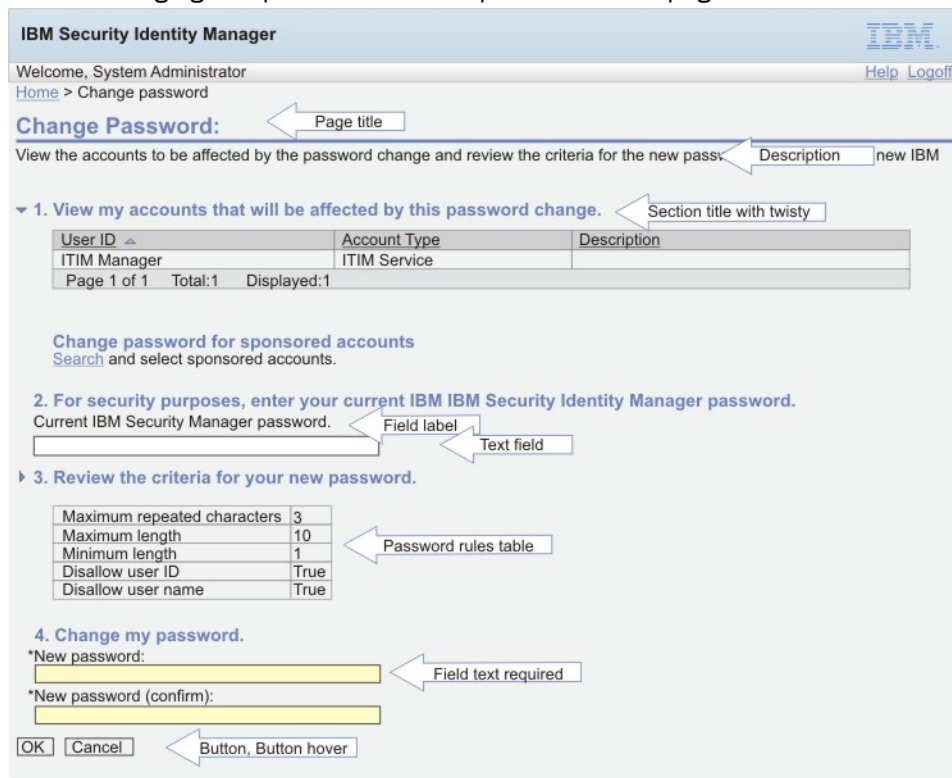 IBM Security Identity Manager
IBM.
Welcome, System Administrator
Help Logoff
Home > Change password
Change Password:
Page title
View the accounts to be affected by the password change and review the criteria for the new passw
Description
new IBM
1. View my accounts that will be affected by this password change.
Section title with twisty
User ID Account Type Description
ITIM Manager ITIM Service
Page 1 of 1 Total:1 Displayed:1
Change password for sponsored accounts
Search and select sponsored accounts.
2. For security purposes, enter your current IBM IBM Security Identity Manager password.
Current IBM Security Manager password.
Field label
Text field
3. Review the criteria for your new password.
Maximum repeated characters 3
Maximum length 10
Minimum length 1
Disallow user ID True
Disallow user name True
Password rules table
4. Change my password.
*New password:
Field text required
*New password (confirm):
OK Cancel
Button, Button hover